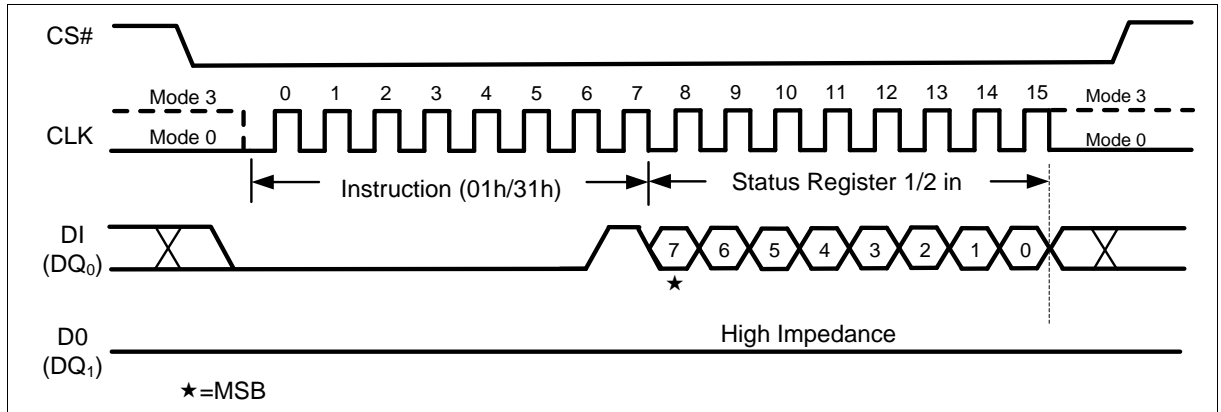 CS#
Mode 3 0 1 2 3 4 5 6 7 8 9 10 11 12 13 14 15 Mode 3
CLK Mode 0 Mode 0
Instruction (01h/31h) Status Register 1/2 in
DI
(DQ₀) 7 6 5 4 3 2 1 0
★
D0 High Impedance
(DQ₁)
★=MSB